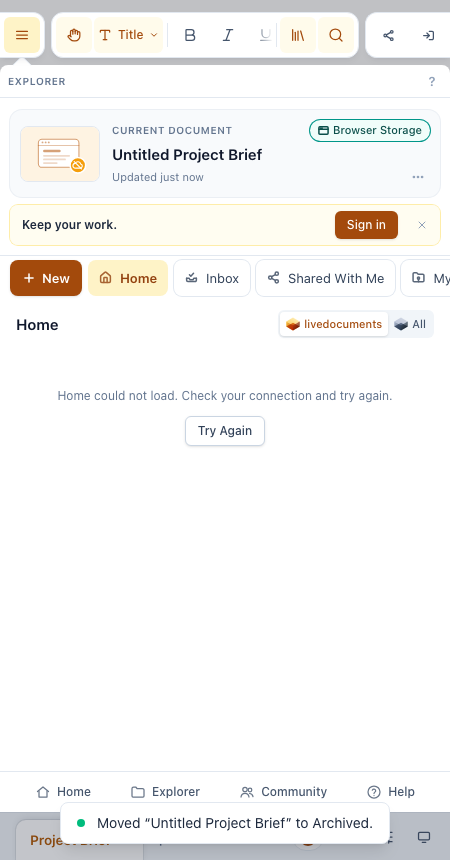 Title
B
I
U
EXPLORER
?
CURRENT DOCUMENT
Browser Storage
Untitled Project Brief
Updated just now
Keep your work.
Sign in
New
Home
Inbox
Shared With Me
My
Home
livedocuments
All
Home could not load. Check your connection and try again.
Try Again
Home
Explorer
Community
Help
Moved “Untitled Project Brief” to Archived.